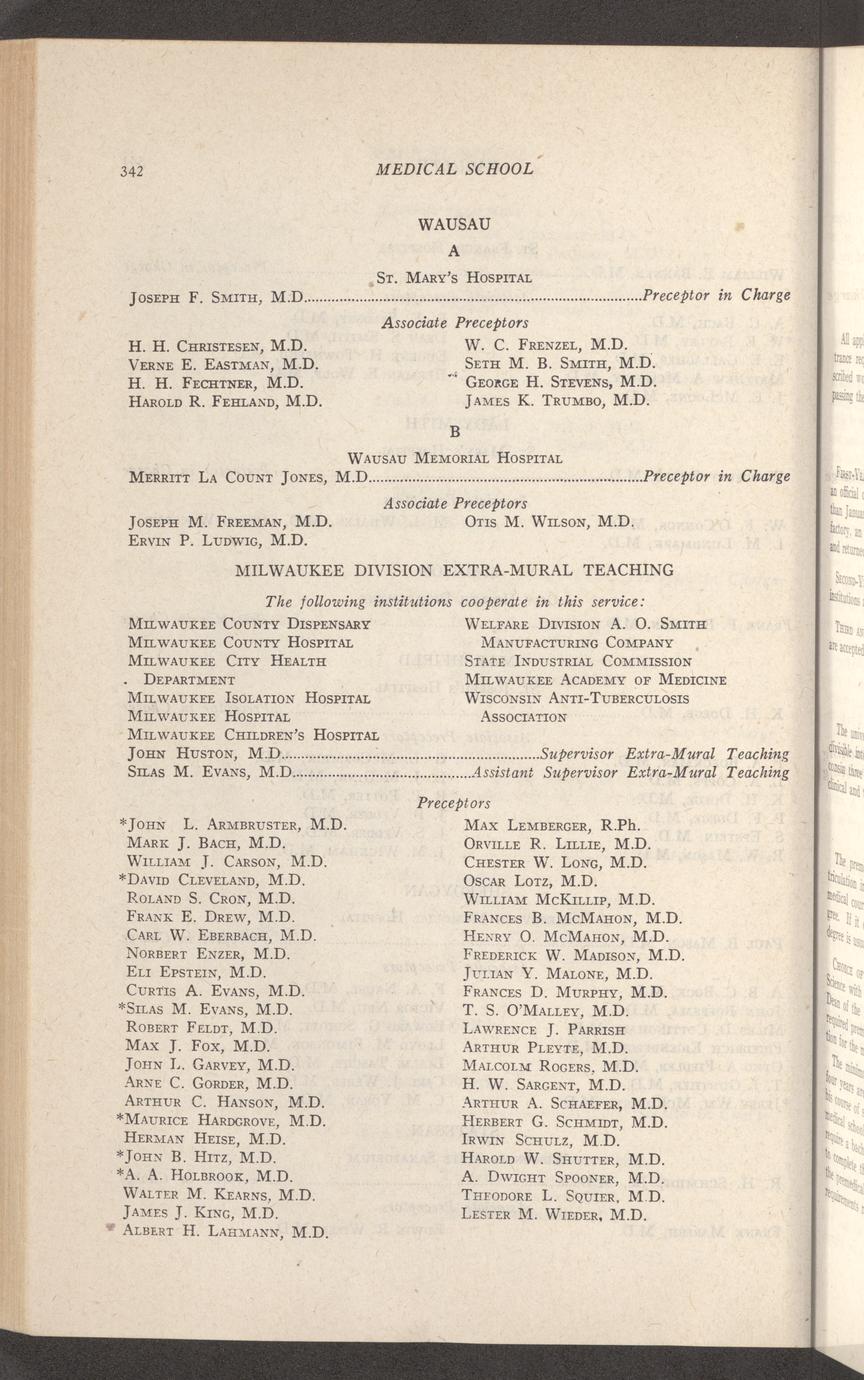 342
MEDICAL SCHOOL
WAUSAU
A
ST. MARY'S HOSPITAL
JOSEPH F. SMITH, M.D.......Preceptor in Charge
Associate Preceptors
H. H. CHRISTESEN, M.D.
VERNE E. EASTMAN, M.D.
H. H. FECHTNER, M.D.
HAROLD R. FEHLAND, M.D.
W. C. FRENZEL, M.D.
SETH M. B. SMITH, M.D.
GEORGE H. STEVENS, M.D.
JAMES K. TRUMBO, M.D.
B
WAUSAU MEMORIAL HOSPITAL
MERRITT LA COUNT JONES, M.D.......Preceptor in Charge
Associate Preceptors
JOSEPH M. FREEMAN, M.D.
ERVIN P. LUDWIG, M.D.
OTIS M. WILSON, M.D.
MILWAUKEE DIVISION EXTRA-MURAL TEACHING
The following institutions cooperate in this service:
MILWAUKEE COUNTY DISPENSARY
MILWAUKEE COUNTY HOSPITAL
MILWAUKEE CITY HEALTH
DEPARTMENT
MILWAUKEE ISOLATION HOSPITAL
MILWAUKEE HOSPITAL
MILWAUKEE CHILDREN'S HOSPITAL
WELFARE DIVISION A. O. SMITH
MANUFACTURING COMPANY
STATE INDUSTRIAL COMMISSION
MILWAUKEE ACADEMY OF MEDICINE
WISCONSIN ANTI-TUBERCULOSIS
ASSOCIATION
JOHN HUSTON, M.D.......Supervisor Extra-Mural Teaching
SILAS M. EVANS, M.D.......Assistant Supervisor Extra-Mural Teaching
Preceptors
*JOHN L. ARMBRUSTER, M.D.
MARK J. BACH, M.D.
WILLIAM J. CARSON, M.D.
*DAVID CLEVELAND, M.D.
ROLAND S. CRON, M.D.
FRANK E. DREW, M.D.
CARL W. EBERBACH, M.D.
NORBERT ENZER, M.D.
ELI EPSTEIN, M.D.
CURTIS A. EVANS, M.D.
*SILAS M. EVANS, M.D.
ROBERT FELDT, M.D.
MAX J. FOX, M.D.
JOHN L. GARVEY, M.D.
ARNE C. GORDER, M.D.
ARTHUR C. HANSON, M.D.
*MAURICE HARDGROVE, M.D.
HERMAN HEISE, M.D.
*JOHN B. HITZ, M.D.
*A. A. HOLBROOK, M.D.
WALTER M. KEARNS, M.D.
JAMES J. KING, M.D.
ALBERT H. LAHMANN, M.D.
MAX LEMBERGER, R.Ph.
ORVILLE R. LILLIE, M.D.
CHESTER W. LONG, M.D.
OSCAR LOTZ, M.D.
WILLIAM MCKILLIP, M.D.
FRANCES B. MCMAHON, M.D.
HENRY O. MCMAHON, M.D.
FREDERICK W. MADISON, M.D.
JULIAN Y. MALONE, M.D.
FRANCES D. MURPHY, M.D.
T. S. O'MALLEY, M.D.
LAWRENCE J. PARRISH
ARTHUR PLEYTE, M.D.
MALCOLM ROGERS, M.D.
H. W. SARGENT, M.D.
ARTHUR A. SCHAEFER, M.D.
HERBERT G. SCHMIDT, M.D.
IRWIN SCHULZ, M.D.
HAROLD W. SHUTTER, M.D.
A. DWIGHT SPOONER, M.D.
THEODORE L. SQUIER, M.D.
LESTER M. WIEDER, M.D.